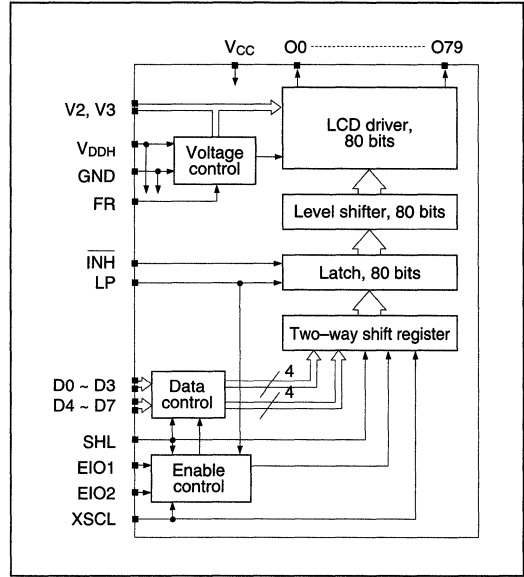 VCC O0 O79
V2, V3
LCD driver,
80 bits
VDDH
Voltage
control
GND
FR
Level shifter, 80 bits
INH
Latch, 80 bits
LP
Two–way shift register
D0 ~ D3
Data
control
4
D4 ~ D7
4
SHL
EIO1
Enable
control
EIO2
XSCL